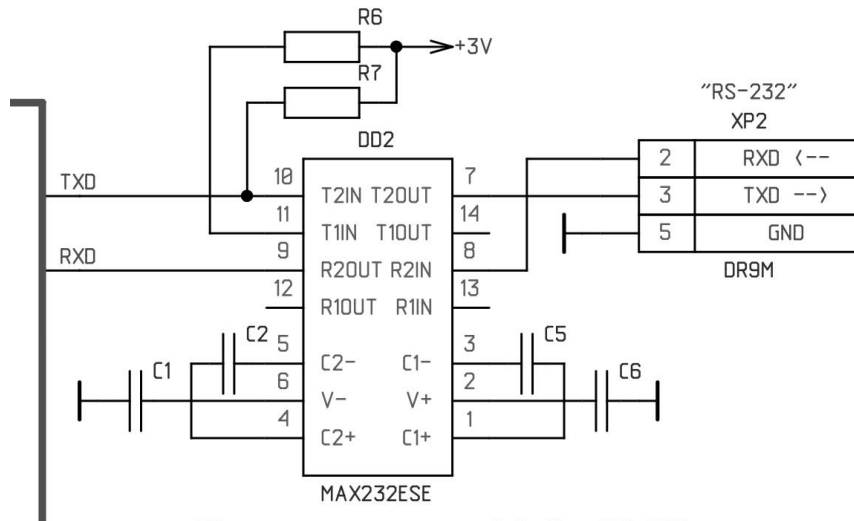 R6
+3V
R7
"RS-232"
XP2
DD2
2 RXD <--
TXD 10 T2IN T2OUT 7
3 TXD -->
11 T1IN T1OUT 14
5 GND
RXD 9 R2OUT R2IN 8
DR9M
12 R1OUT R1IN 13
C2 5 C2- C1- 3 C5
C1 6 V- V+ 2 C6
4 C2+ C1+ 1
MAX232ESE